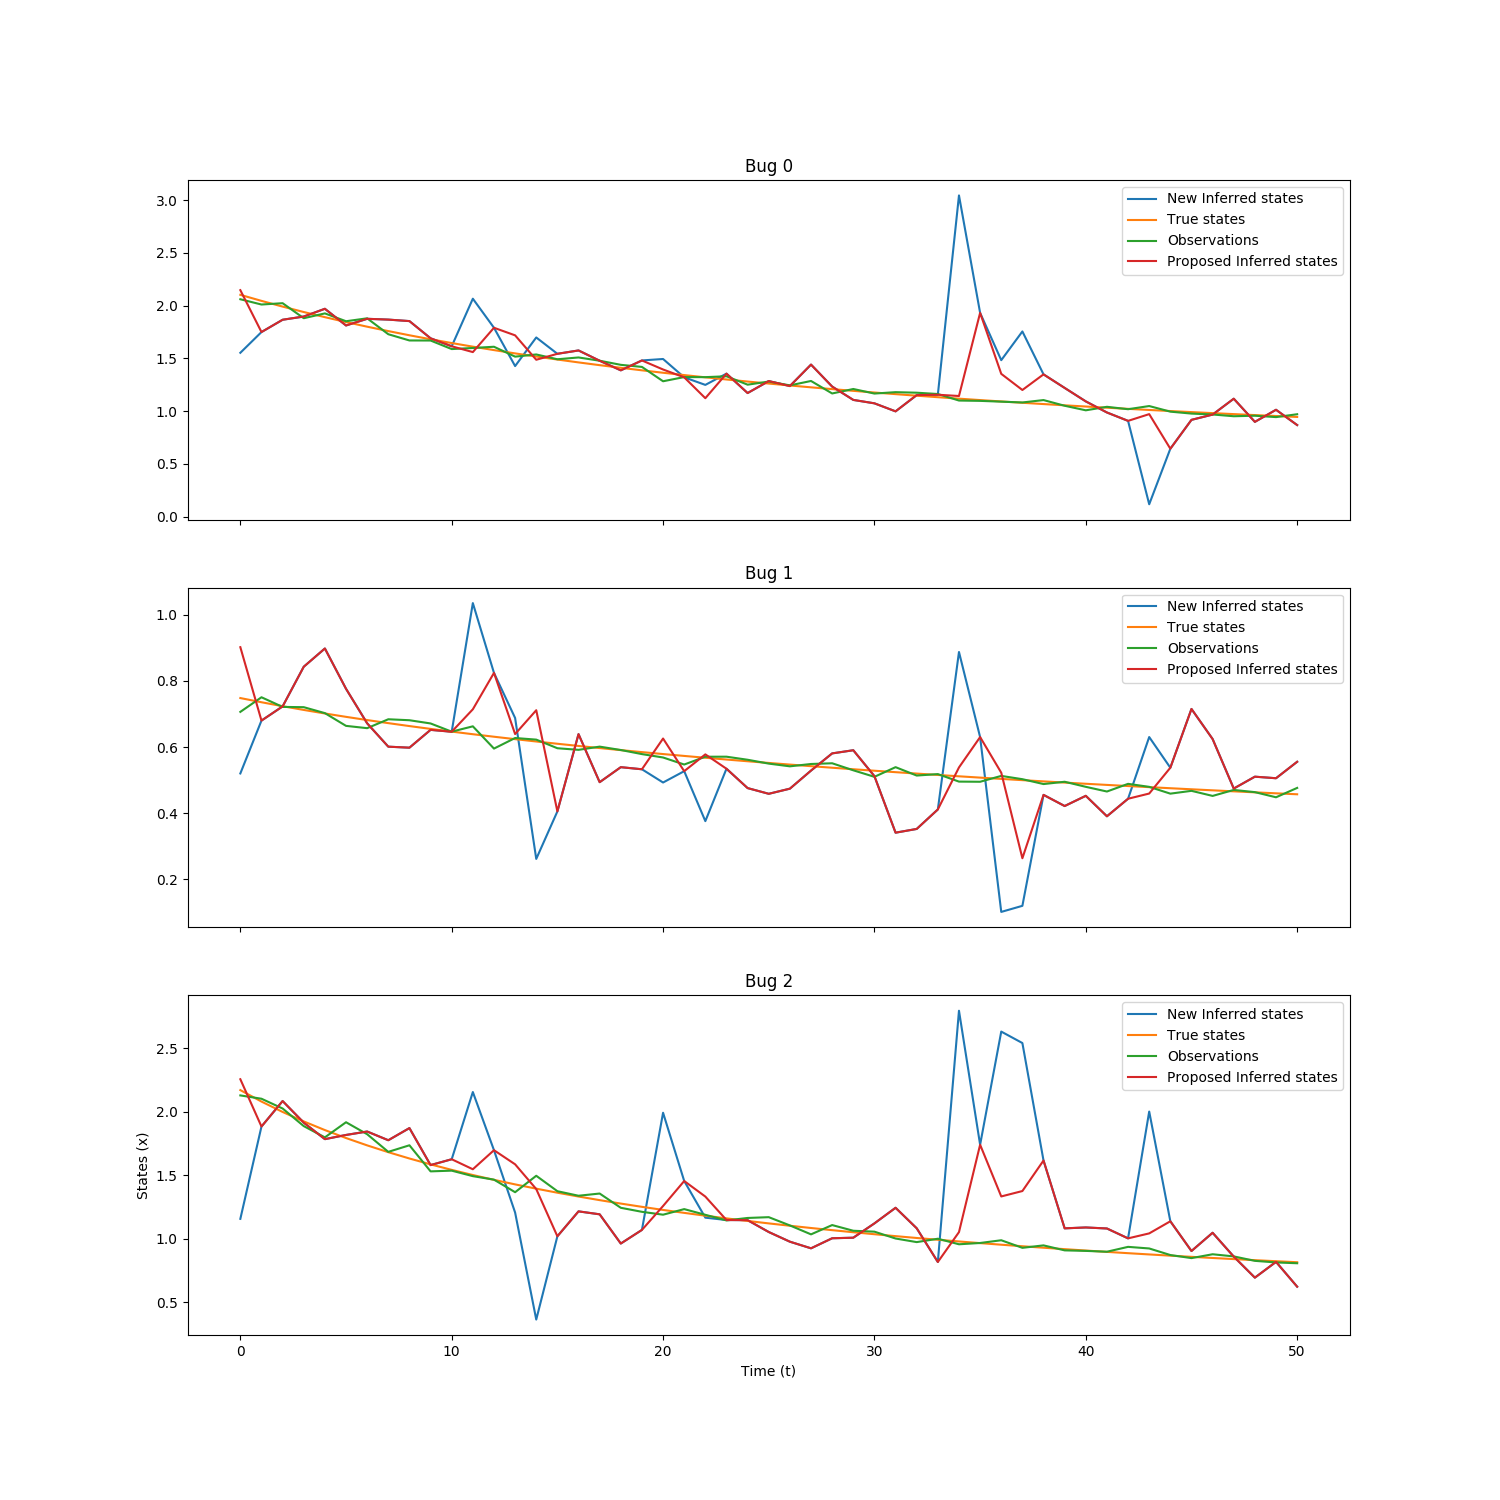 Bug 0
3.0
2.5
2.0
1.5
1.0
0.5
0.0
New Inferred states
True states
Observations
Proposed Inferred states
Bug 1
1.0
0.8
0.6
0.4
0.2
New Inferred states
True states
Observations
Proposed Inferred states
Bug 2
States (x)
2.5
2.0
1.5
1.0
0.5
New Inferred states
True states
Observations
Proposed Inferred states
0 10 20 30 40 50
Time (t)